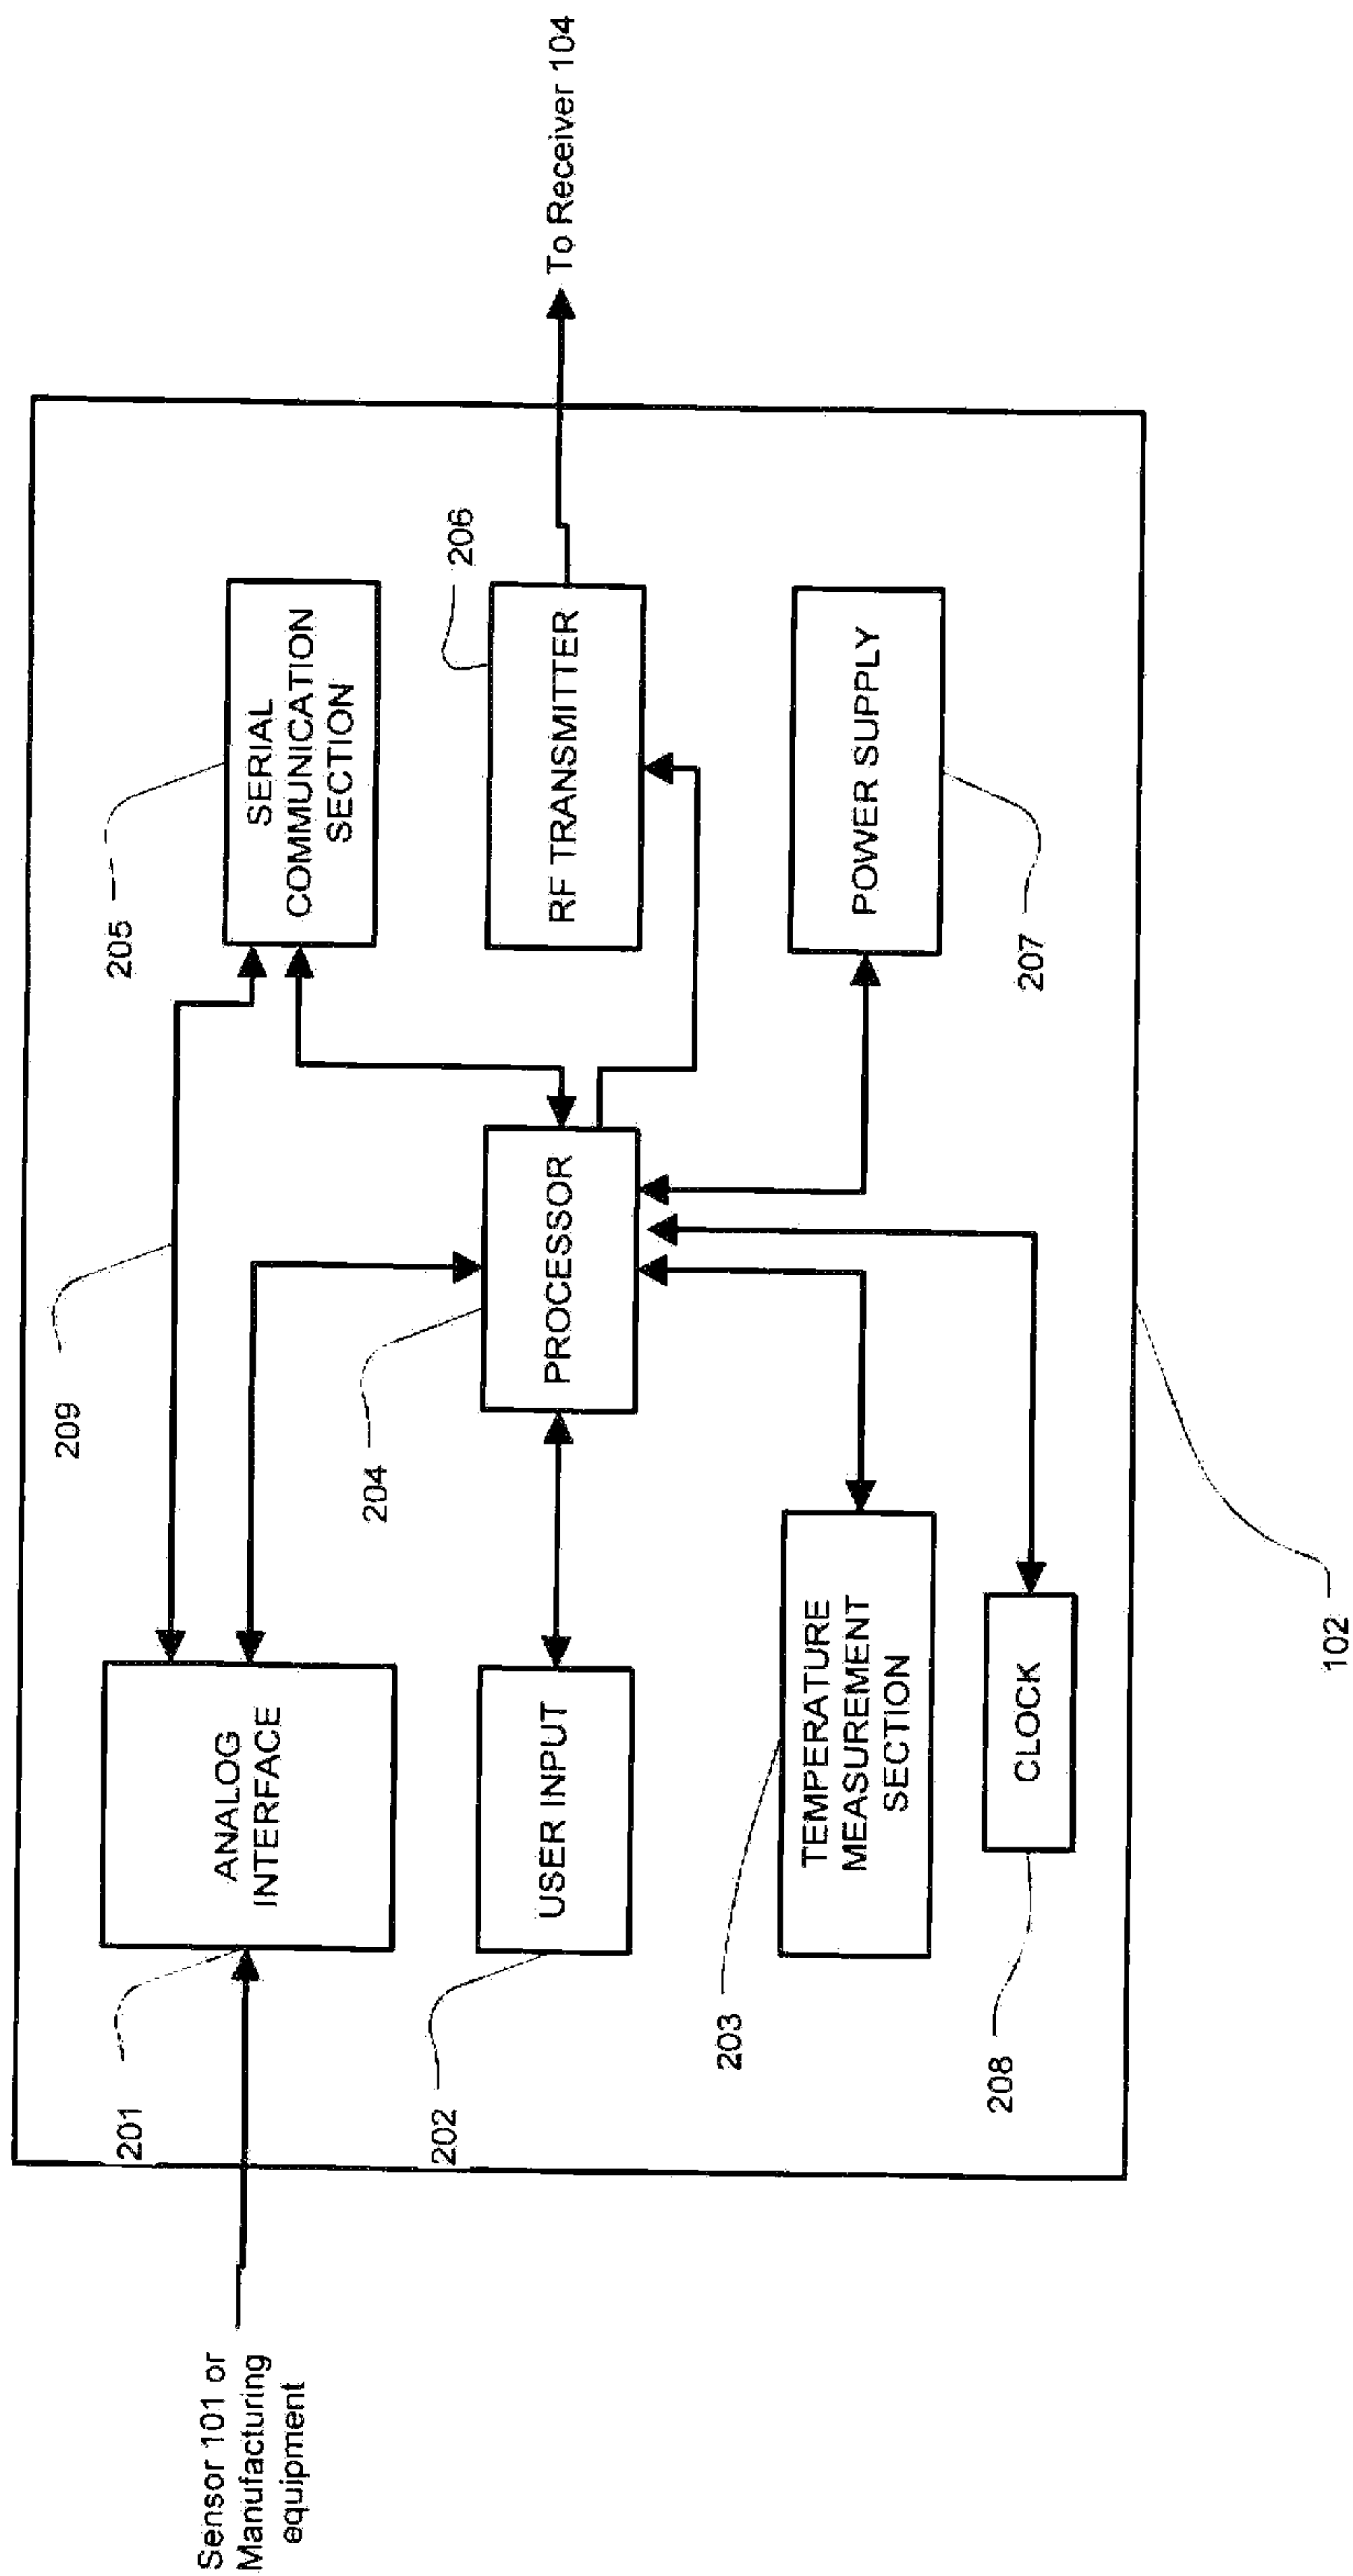 Sensor 101 or
Manufacturing
equipment
201
ANALOG
INTERFACE
209
205
SERIAL
COMMUNICATION
SECTION
202
USER INPUT
204
PROCESSOR
206
RF TRANSMITTER
To Receiver 104
203
TEMPERATURE
MEASUREMENT
SECTION
207
POWER SUPPLY
208
CLOCK
102